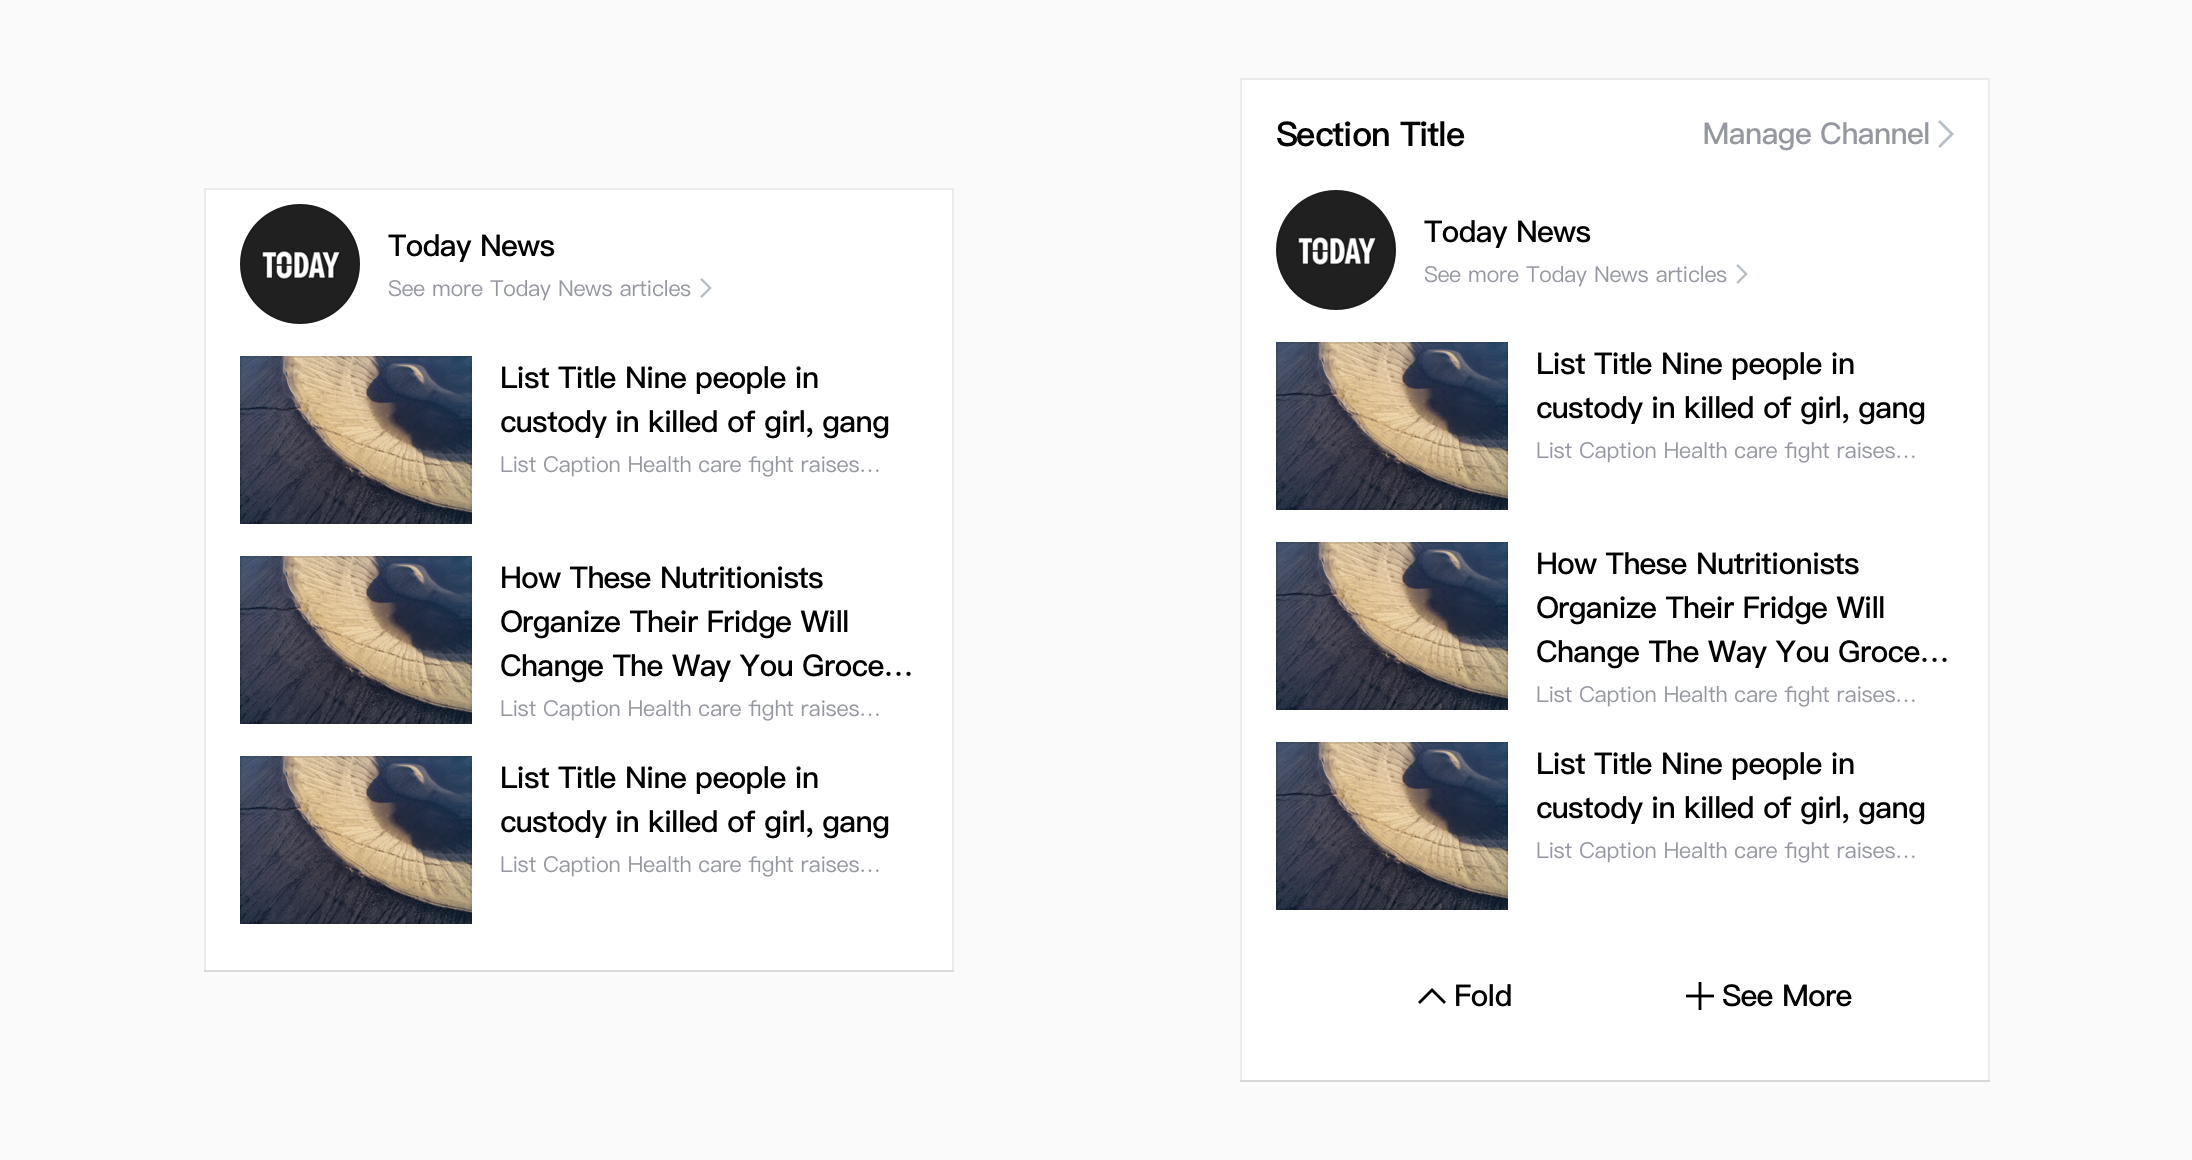 TODAY
Today News
See more Today News articles
List Title Nine people in
custody in killed of girl, gang
List Caption Health care fight raises...
How These Nutritionists
Organize Their Fridge Will
Change The Way You Groce...
List Caption Health care fight raises...
List Title Nine people in
custody in killed of girl, gang
List Caption Health care fight raises...
Section Title
Manage Channel
TODAY
Today News
See more Today News articles
List Title Nine people in
custody in killed of girl, gang
List Caption Health care fight raises...
How These Nutritionists
Organize Their Fridge Will
Change The Way You Groce...
List Caption Health care fight raises...
List Title Nine people in
custody in killed of girl, gang
List Caption Health care fight raises...
Fold
See More